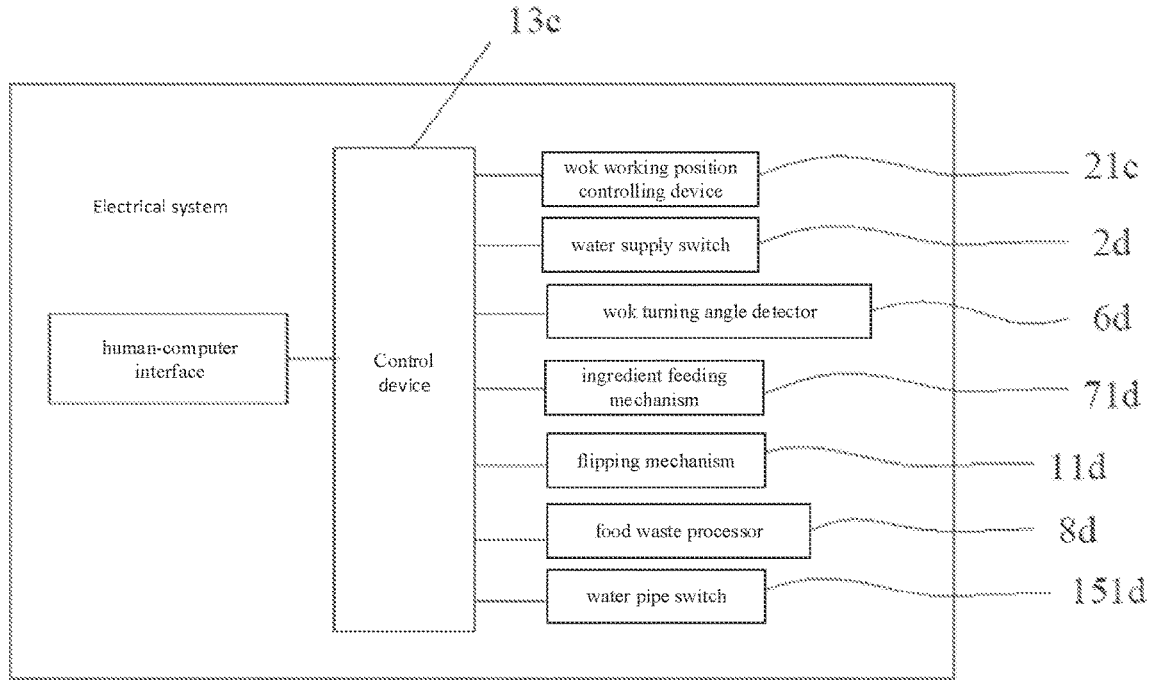 13c
Electrical system
human-computer
interface
Control
device
wok working position
controlling device
21c
water supply switch
2d
wok turning angle detector
6d
ingredient feeding
mechanism
71d
flipping mechanism
11d
food waste processor
8d
water pipe switch
151d